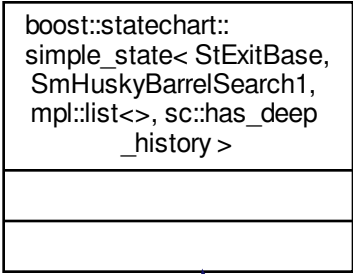 boost::statechart::
simple_state< StExitBase,
SmHuskyBarrelSearch1,
mpl::list<>, sc::has_deep
_history >